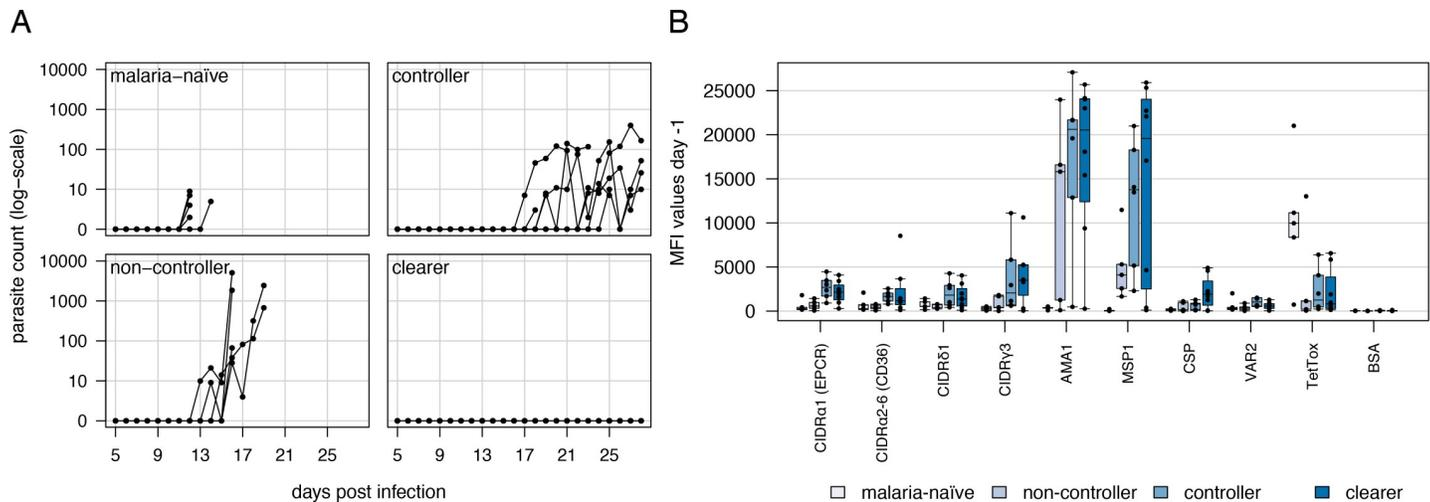 A
B
malaria−naïve
controller
non−controller
clearer
10000
1000
100
10
0
10000
1000
100
10
0
parasite count (log−scale)
5 9 13 17 21 25
5 9 13 17 21 25
days post infection
MFI values day -1
25000
20000
15000
10000
5000
0
CIDRα1 (EPCR)
CIDRα2-6 (CD36)
CIDRδ1
CIDRγ3
AMA1
MSP1
CSP
VAR2
TetTox
BSA
malaria-naïve non-controller controller clearer